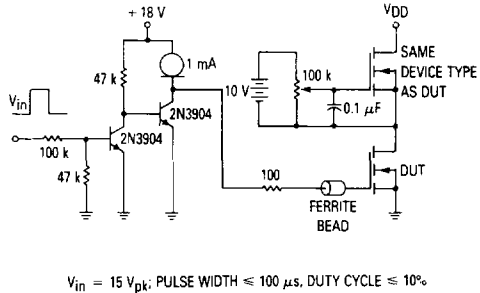 + 18 V
VDD
1 mA
SAME
DEVICE TYPE
AS DUT
47 k
100 k
10 V
0.1 μF
Vin
2N3904
2N3904
100 k
47 k
100
DUT
FERRITE
BEAD
Vin = 15 Vpk; PULSE WIDTH ≤ 100 μs, DUTY CYCLE ≤ 10%